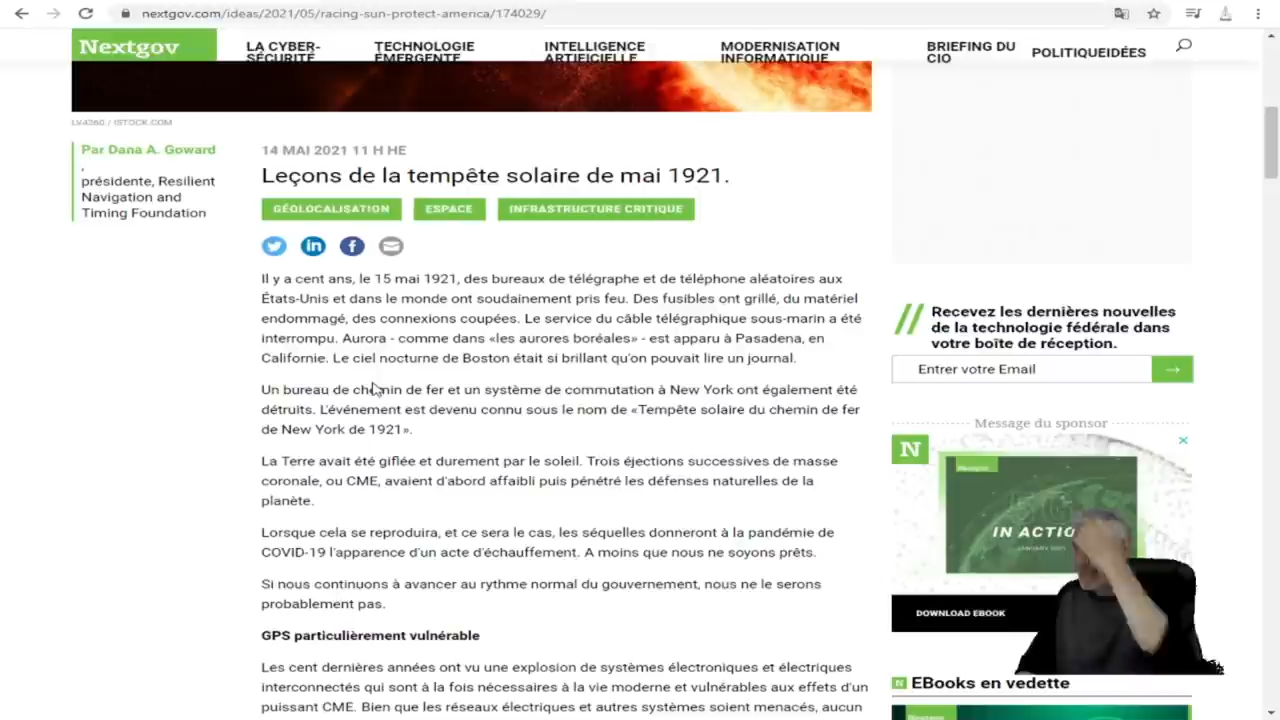 nextgov.com/ideas/2021/05/racing-sun-protect-america/174029/
Nextgov
LA CYBER-
SÉCURITÉ
TECHNOLOGIE
ÉMERGENTE
INTELLIGENCE
ARTIFICIELLE
MODERNISATION
INFORMATIQUE
BRIEFING DU
CIO
POLITIQUEIDÉES
LV4260 / ISTOCK.COM
Par Dana A. Goward
,
présidente, Resilient
Navigation and
Timing Foundation
14 MAI 2021 11 H HE
Leçons de la tempête solaire de mai 1921.
GÉOLOCALISATION
ESPACE
INFRASTRUCTURE CRITIQUE
Il y a cent ans, le 15 mai 1921, des bureaux de télégraphe et de téléphone aléatoires aux
États-Unis et dans le monde ont soudainement pris feu. Des fusibles ont grillé, du matériel
endommagé, des connexions coupées. Le service du câble télégraphique sous-marin a été
interrompu. Aurora - comme dans «les aurores boréales» - est apparu à Pasadena, en
Californie. Le ciel nocturne de Boston était si brillant qu'on pouvait lire un journal.
Un bureau de chemin de fer et un système de commutation à New York ont également été
détruits. L'événement est devenu connu sous le nom de «Tempête solaire du chemin de fer
de New York de 1921».
La Terre avait été giflée et durement par le soleil. Trois éjections successives de masse
coronale, ou CME, avaient d'abord affaibli puis pénétré les défenses naturelles de la
planète.
Lorsque cela se reproduira, et ce sera le cas, les séquelles donneront à la pandémie de
COVID-19 l'apparence d'un acte d'échauffement. A moins que nous ne soyons prêts.
Si nous continuons à avancer au rythme normal du gouvernement, nous ne le serons
probablement pas.
GPS particulièrement vulnérable
Les cent dernières années ont vu une explosion de systèmes électroniques et électriques
interconnectés qui sont à la fois nécessaires à la vie moderne et vulnérables aux effets d'un
puissant CME. Bien que les réseaux électriques et autres systèmes soient menacés, aucun
Recevez les dernières nouvelles
de la technologie fédérale dans
votre boîte de réception.
Entrer votre Email
Message du sponsor
N
Nextgov
IN ACTIO
JANUARY 2021
DOWNLOAD EBOOK
N EBooks en vedette
Nextgov